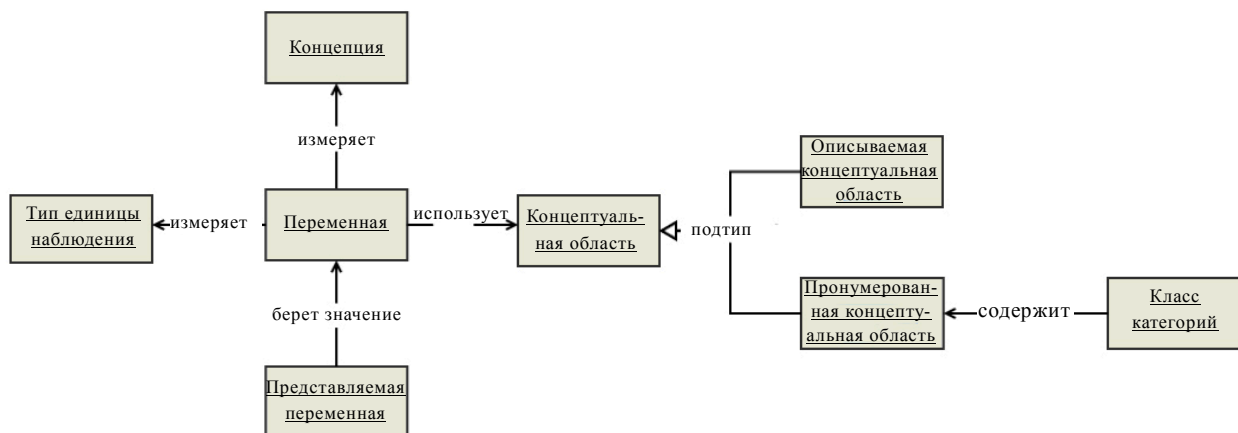 Концепция
измеряет
Описываемая
концептуальная
область
Тип единицы
наблюдения
измеряет
Переменная
использует
Концептуаль-
ная область
подтип
Пронумерован-
ная концепту-
альная область
содержит
Класс
категорий
берет значение
Представляемая
переменная